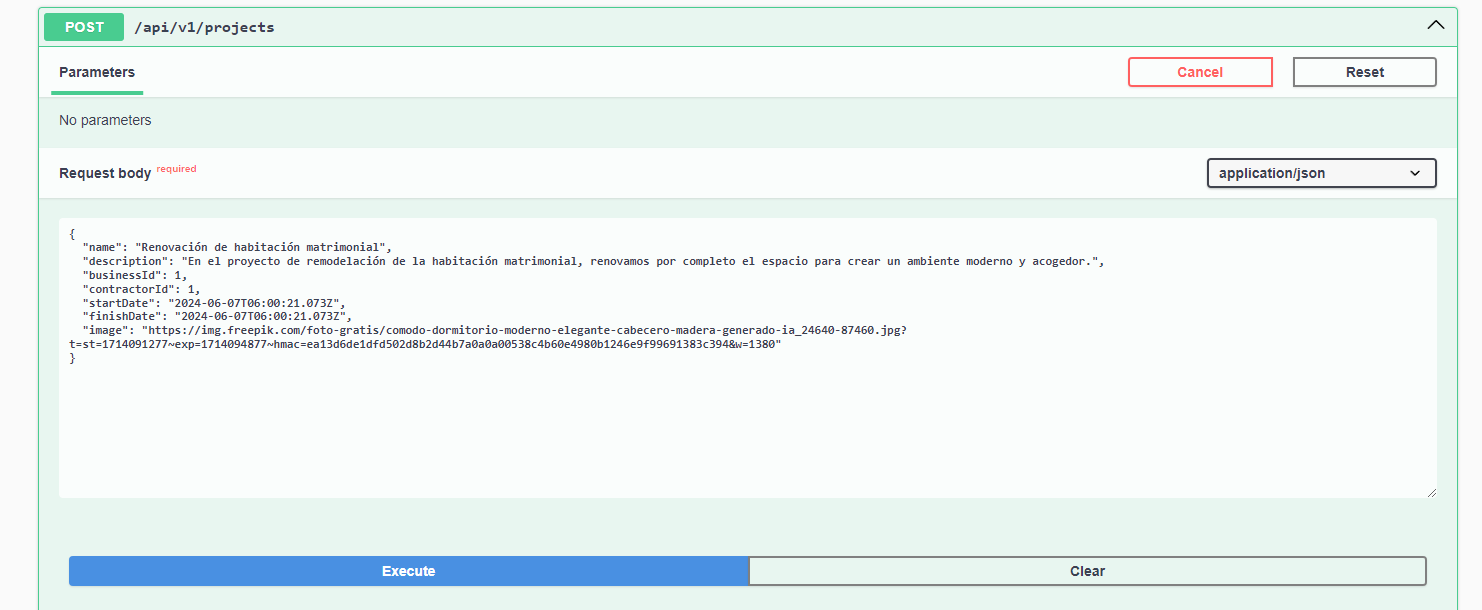 POST /api/v1/projects
Parameters Cancel Reset
No parameters
Request body required application/json
{
  "name": "Renovación de habitación matrimonial",
  "description": "En el proyecto de remodelación de la habitación matrimonial, renovamos por completo el espacio para crear un ambiente moderno y acogedor.",
  "businessId": 1,
  "contractorId": 1,
  "startDate": "2024-06-07T06:00:21.073Z",
  "finishDate": "2024-06-07T06:00:21.073Z",
  "image": "https://img.freepik.com/foto-gratis/comodo-dormitorio-moderno-elegante-cabecero-madera-generado-ia_24640-87460.jpg?
t=st=1714091277~exp=1714094877~hmac=ea13d6de1dfd502d8b2d44b7a0a0a00538c4b60e4980b1246e9f99691383c394&w=1380"
}
Execute Clear